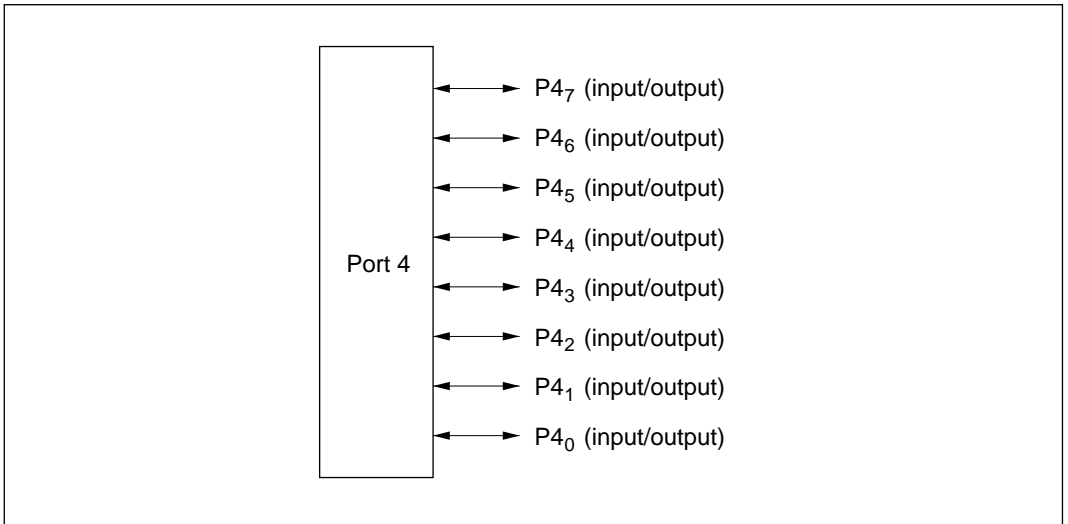 P4₇ (input/output)
P4₆ (input/output)
P4₅ (input/output)
P4₄ (input/output)
Port 4
P4₃ (input/output)
P4₂ (input/output)
P4₁ (input/output)
P4₀ (input/output)